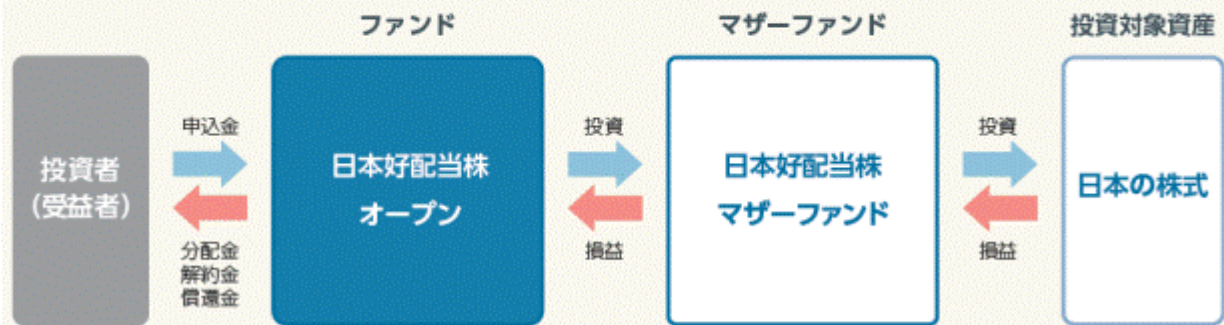 ファンド
マザーファンド
投資対象資産
投資者
(受益者)
申込金
分配金
解約金
償還金
日本好配当株
オープン
投資
損益
日本好配当株
マザーファンド
投資
損益
日本の株式